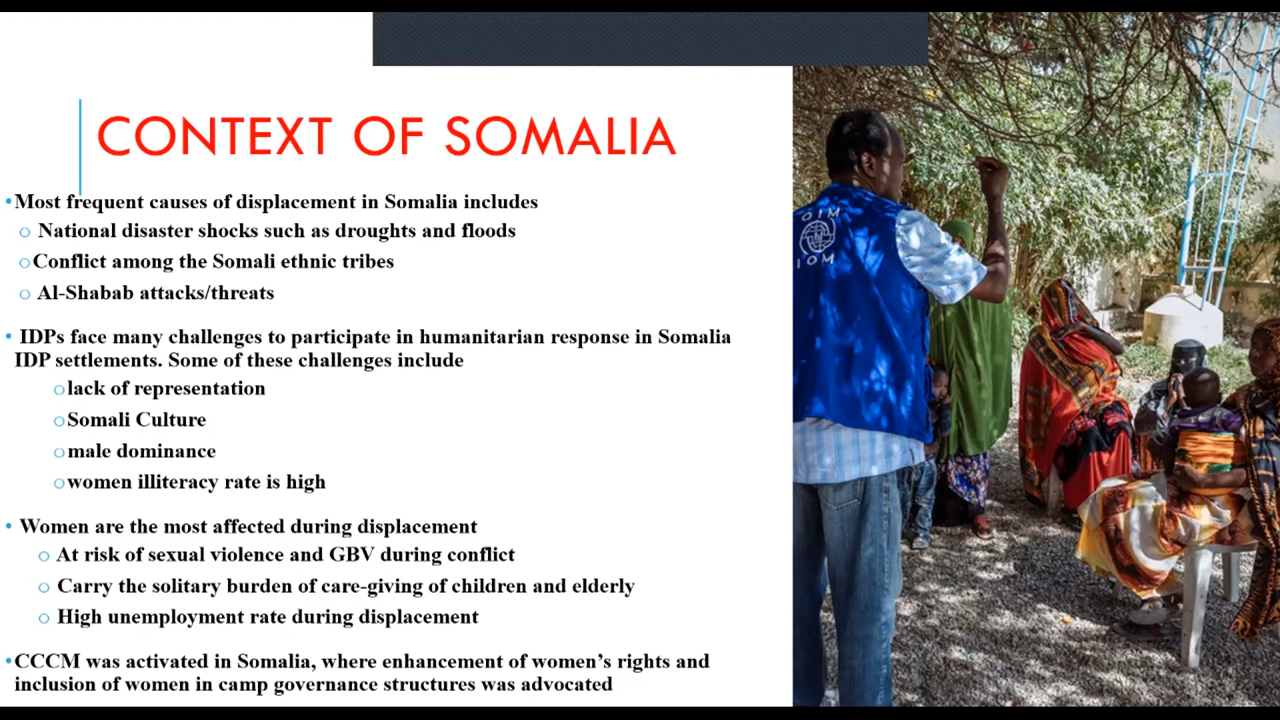 CONTEXT OF SOMALIA
•Most frequent causes of displacement in Somalia includes
o National disaster shocks such as droughts and floods
oConflict among the Somali ethnic tribes
o Al-Shabab attacks/threats
• IDPs face many challenges to participate in humanitarian response in Somalia
IDP settlements. Some of these challenges include
olack of representation
oSomali Culture
omale dominance
owomen illiteracy rate is high
• Women are the most affected during displacement
o At risk of sexual violence and GBV during conflict
o Carry the solitary burden of care-giving of children and elderly
o High unemployment rate during displacement
•CCCM was activated in Somalia, where enhancement of women’s rights and
inclusion of women in camp governance structures was advocated
OIM
IOM